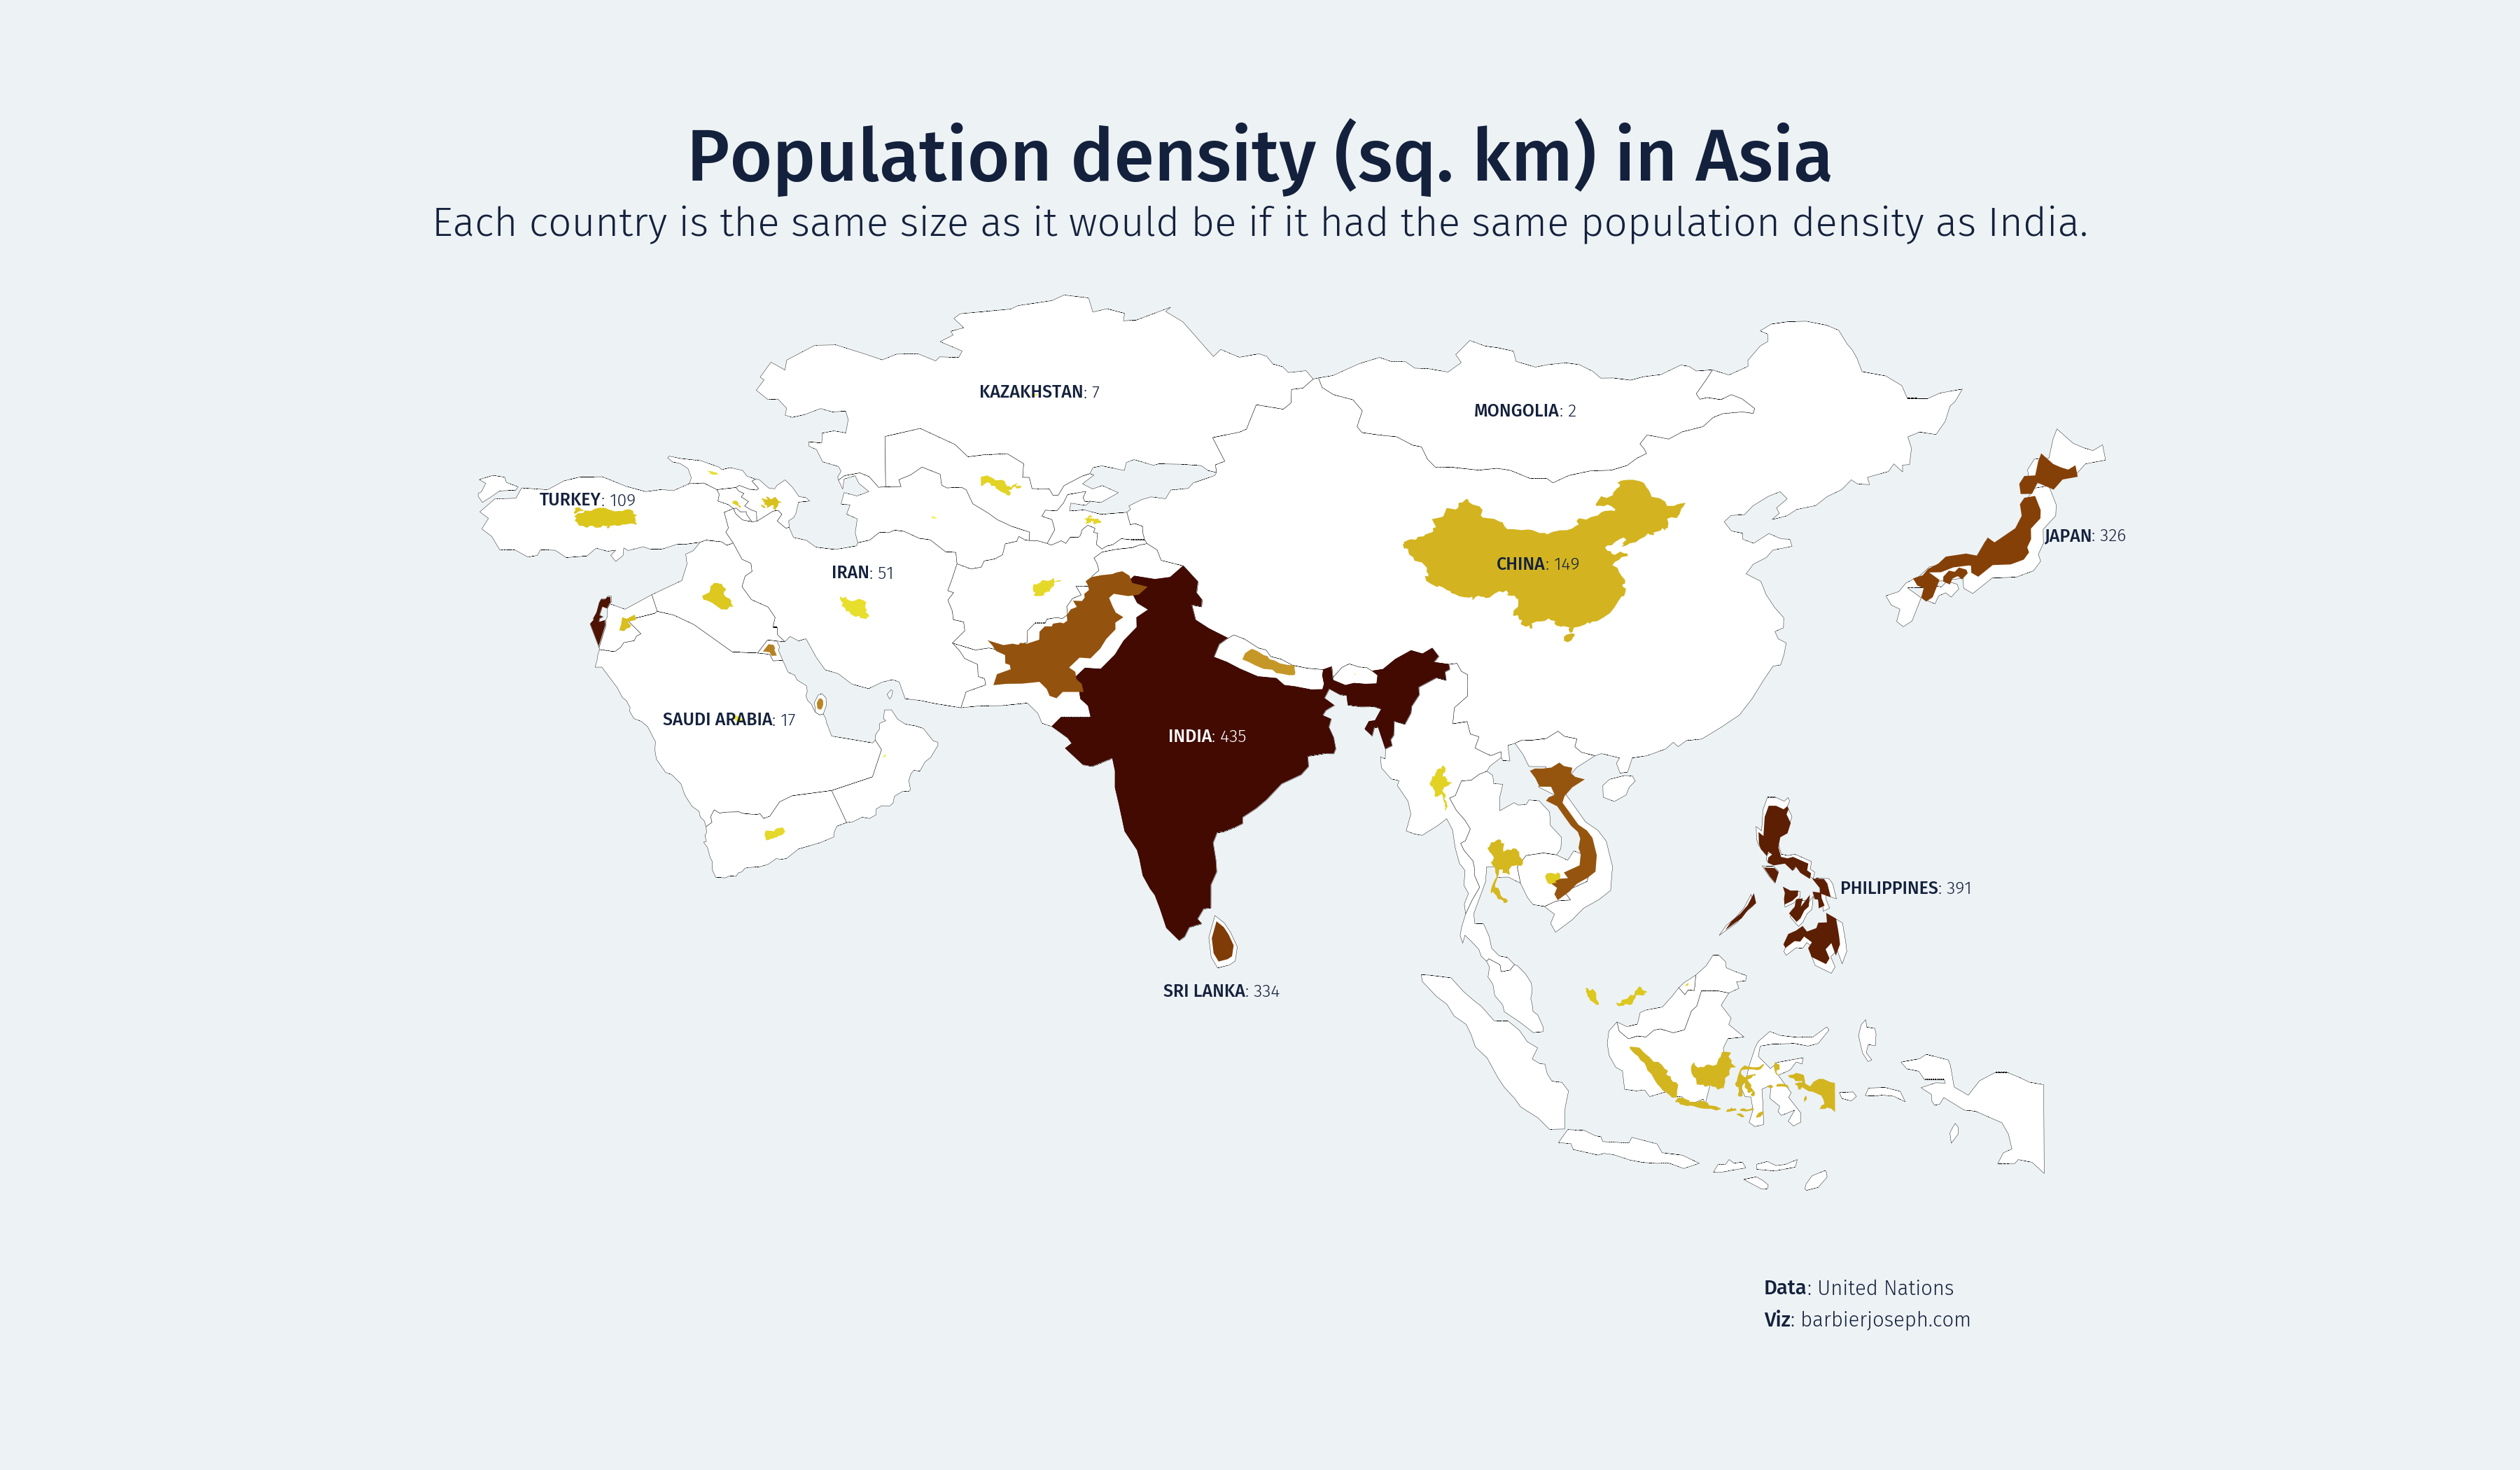 Population density (sq. km) in Asia
Each country is the same size as it would be if it had the same population density as India.
KAZAKHSTAN: 7
MONGOLIA: 2
TURKEY: 109
JAPAN: 326
CHINA: 149
IRAN: 51
SAUDI ARABIA: 17
INDIA: 435
PHILIPPINES: 391
SRI LANKA: 334
Data: United Nations
Viz: barbierjoseph.com